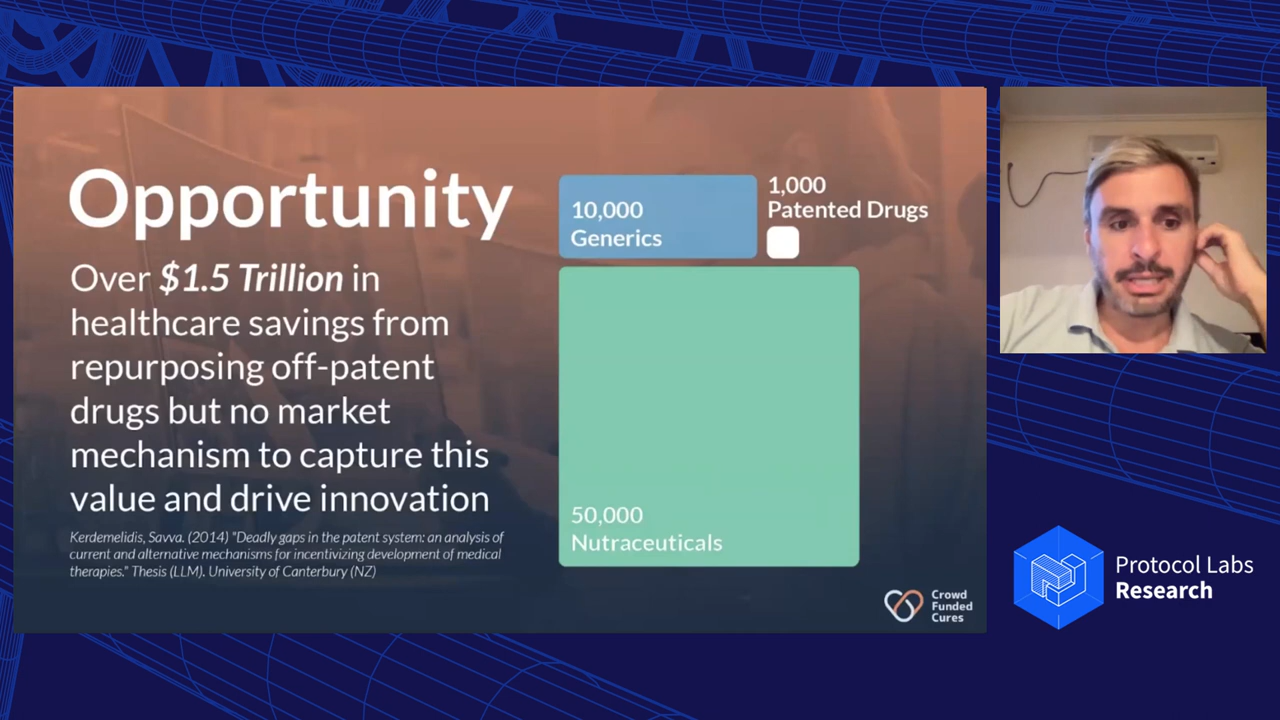 Opportunity
Over $1.5 Trillion in
healthcare savings from
repurposing off-patent
drugs but no market
mechanism to capture this
value and drive innovation
Kerdemelidis, Savva. (2014) "Deadly gaps in the patent system: an analysis of
current and alternative mechanisms for incentivizing development of medical
therapies." Thesis (LLM). University of Canterbury (NZ)
10,000
Generics
1,000
Patented Drugs
50,000
Nutraceuticals
Crowd
Funded
Cures
Protocol Labs
Research